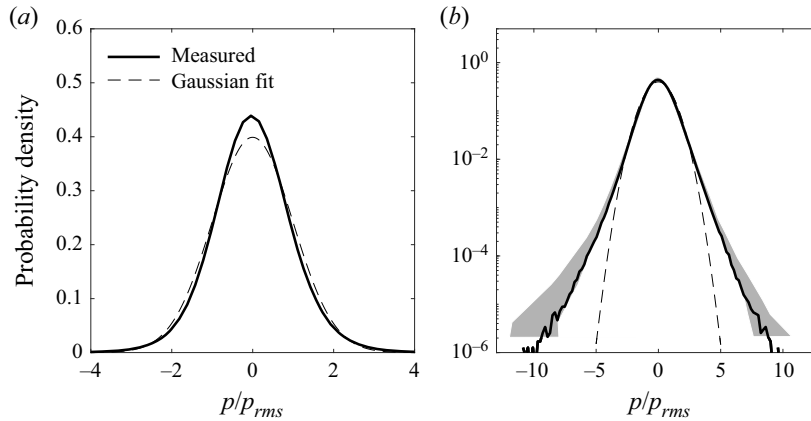 (a)
0.6
0.5
0.4
0.3
0.2
0.1
0
Probability density
Measured
Gaussian fit
–4 –2 0 2 4
p/p_rms
(b)
10^0
10^–2
10^–4
10^–6
–10 –5 0 5 10
p/p_rms